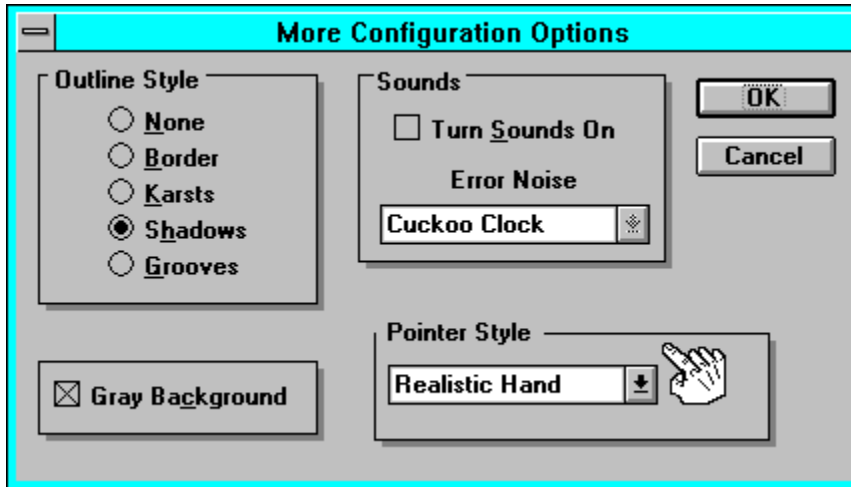 More Configuration Options
Outline Style
None
Border
Karsts
Shadows
Grooves
Gray Background
Sounds
Turn Sounds On
Error Noise
Cuckoo Clock
Pointer Style
Realistic Hand
OK
Cancel